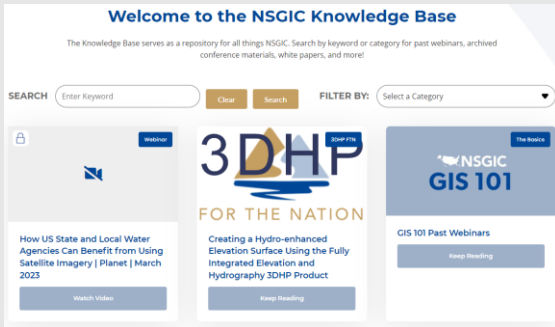 Welcome to the NSGIC Knowledge Base
The Knowledge Base serves as a repository for all things NSGIC. Search by keyword or category for past webinars, archived
conference materials, white papers, and more!
SEARCH Enter Keyword Clear Search FILTER BY: Select a Category
Webinar
How US State and Local Water
Agencies Can Benefit from Using
Satellite Imagery | Planet | March
2023
Watch Video
3DHP FTN
3DHP
FOR THE NATION
Creating a Hydro-enhanced
Elevation Surface Using the Fully
Integrated Elevation and
Hydrography 3DHP Product
Keep Reading
The Basics
NSGIC
GIS 101
GIS 101 Past Webinars
Keep Reading